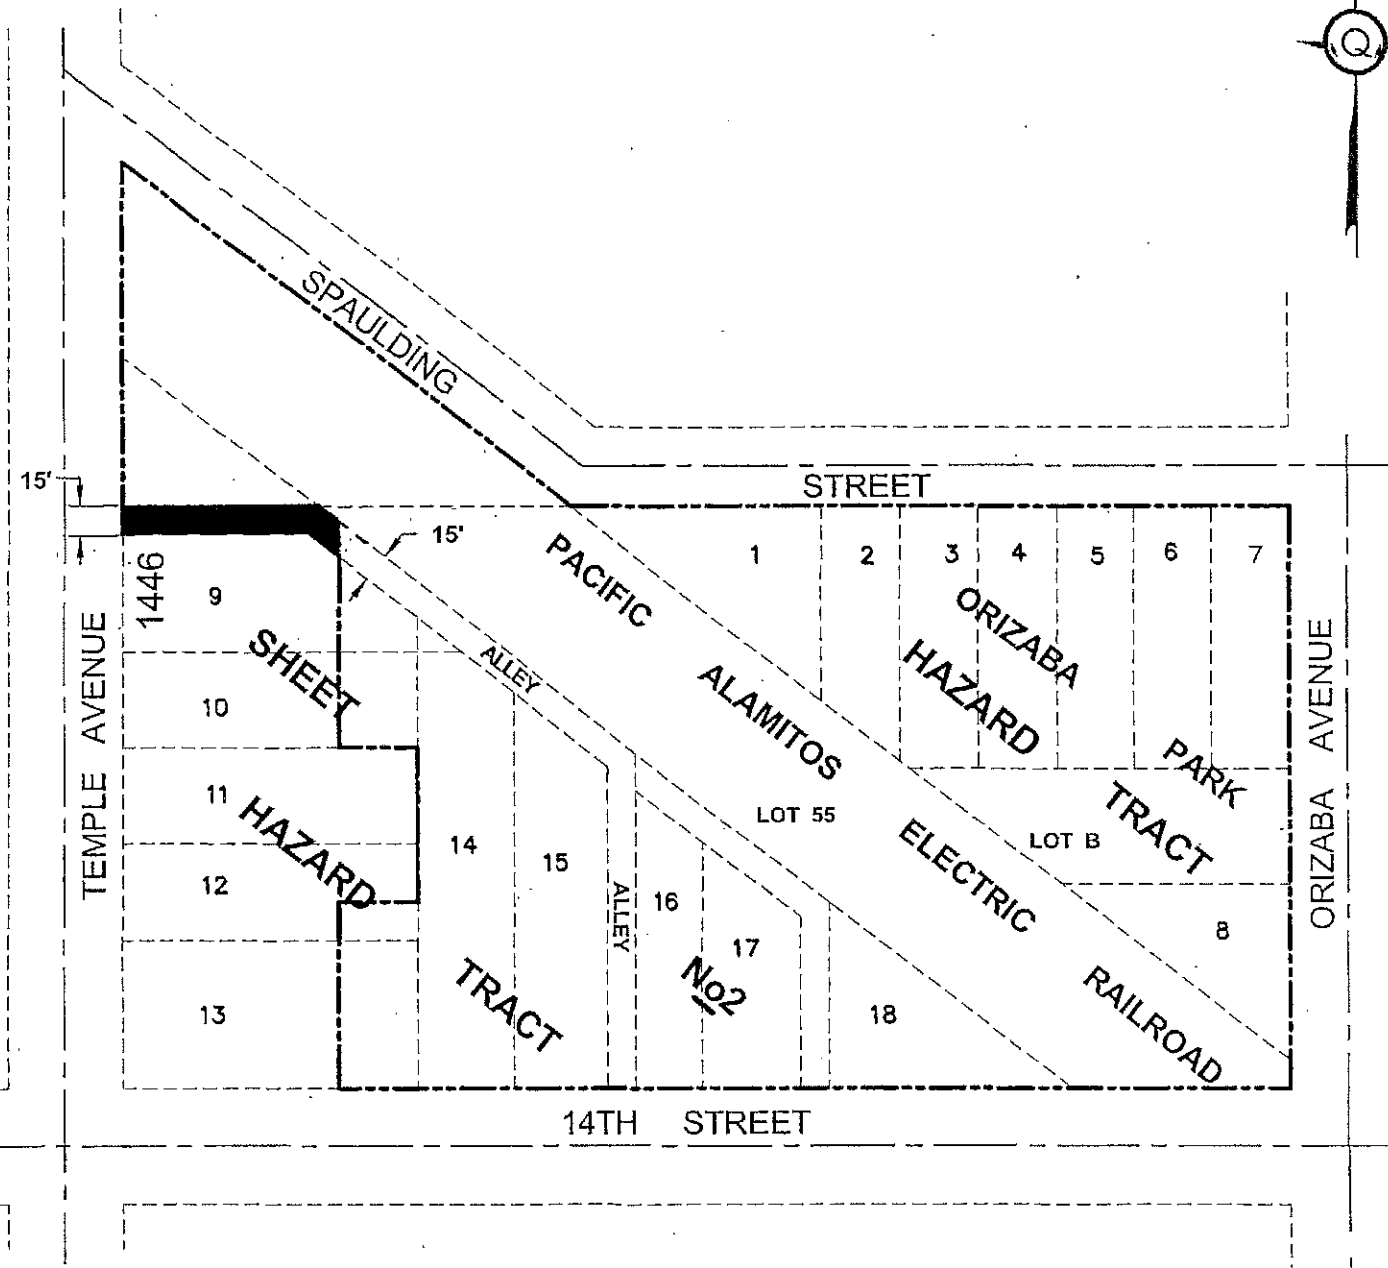 Q
SPAULDING
STREET
15'
15'
1
2
3
4
5
6
7
PACIFIC
ORIZABA
1446
9
HAZARD
SHEET
ALLEY
ALAMITOS
10
PARK
TEMPLE AVENUE
ORIZABA AVENUE
11
HAZARD
TRACT
LOT 55
LOT B
14
15
ELECTRIC
12
ALLEY
16
17
8
No2
TRACT
RAILROAD
13
18
14TH STREET